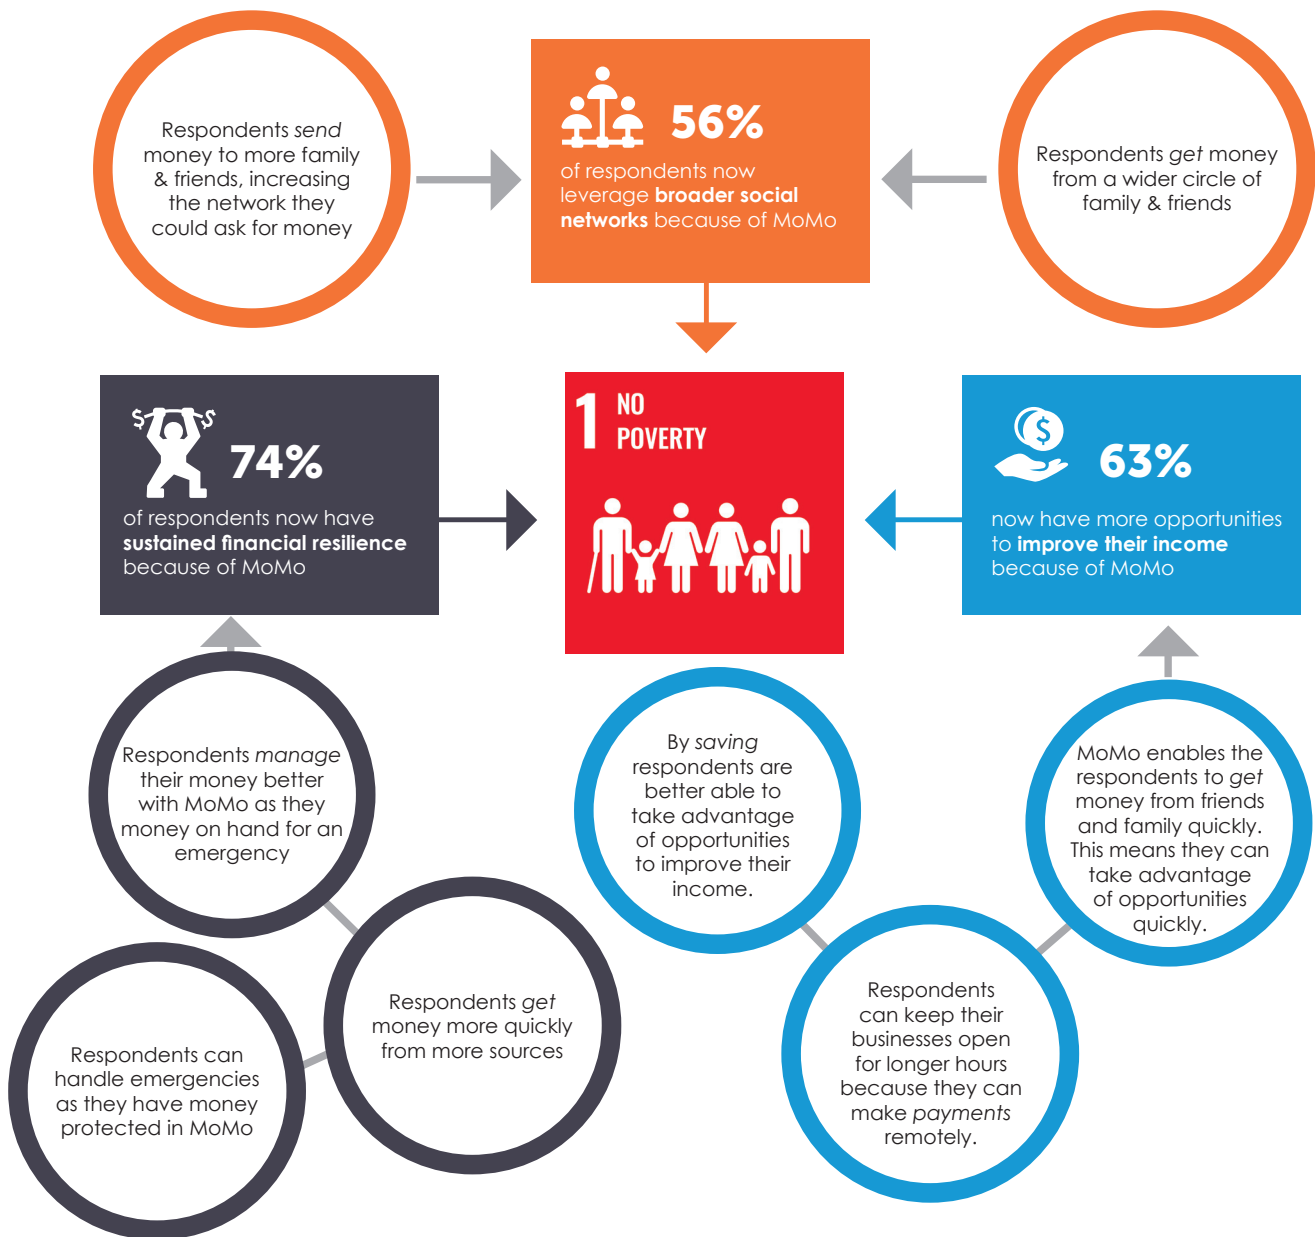 Respondents send
money to more family
& friends, increasing
the network they
could ask for money
56%
of respondents now
leverage broader social
networks because of MoMo
Respondents get money
from a wider circle of
family & friends
$ $
74%
of respondents now have
sustained financial resilience
because of MoMo
1 NO
POVERTY
$
63%
now have more opportunities
to improve their income
because of MoMo
Respondents manage
their money better
with MoMo as they
money on hand for an
emergency
Respondents get
money more quickly
from more sources
Respondents can
handle emergencies
as they have money
protected in MoMo
By saving
respondents are
better able to
take advantage
of opportunities
to improve their
income.
Respondents
can keep their
businesses open
for longer hours
because they can
make payments
remotely.
MoMo enables the
respondents to get
money from friends
and family quickly.
This means they can
take advantage
of opportunities
quickly.